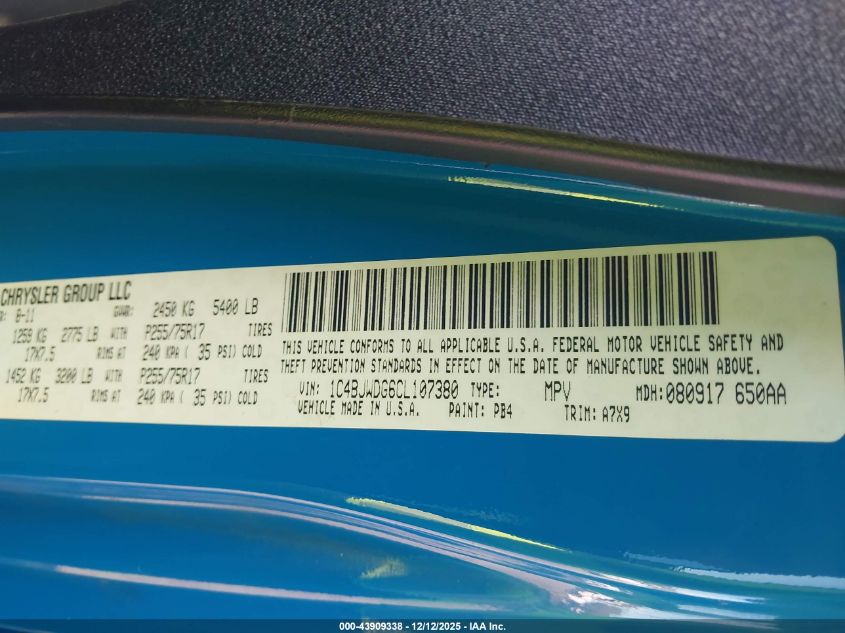 CHRYSLER GROUP LLC
8-11 GVWR: 2450 KG 5400 LB
1259 KG 2775 LB WITH P255/75R17 TIRES
17X7.5 RIMS AT 240 KPA ( 35 PSI) COLD
1452 KG 3200 LB WITH P255/75R17 TIRES
17X7.5 RIMS AT 240 KPA ( 35 PSI) COLD
THIS VEHICLE CONFORMS TO ALL APPLICABLE U.S.A. FEDERAL MOTOR VEHICLE SAFETY AND
THEFT PREVENTION STANDARDS IN EFFECT ON THE DATE OF MANUFACTURE SHOWN ABOVE.
VIN: 1C4BJWDG6CL107380 TYPE: MPV MDH:080917 650AA
VEHICLE MADE IN U.S.A. PAINT: PB4 TRIM: A7X9
000-43909338 - 12/12/2025 - IAA Inc.